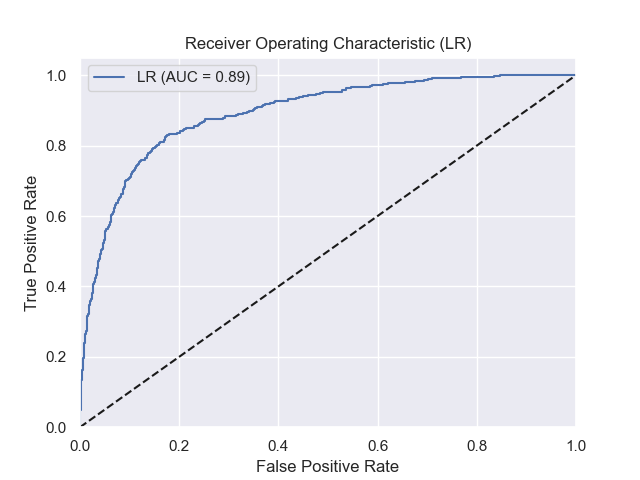 Receiver Operating Characteristic (LR)
LR (AUC = 0.89)
1.0
0.8
0.6
0.4
0.2
0.0
True Positive Rate
0.0 0.2 0.4 0.6 0.8 1.0
False Positive Rate